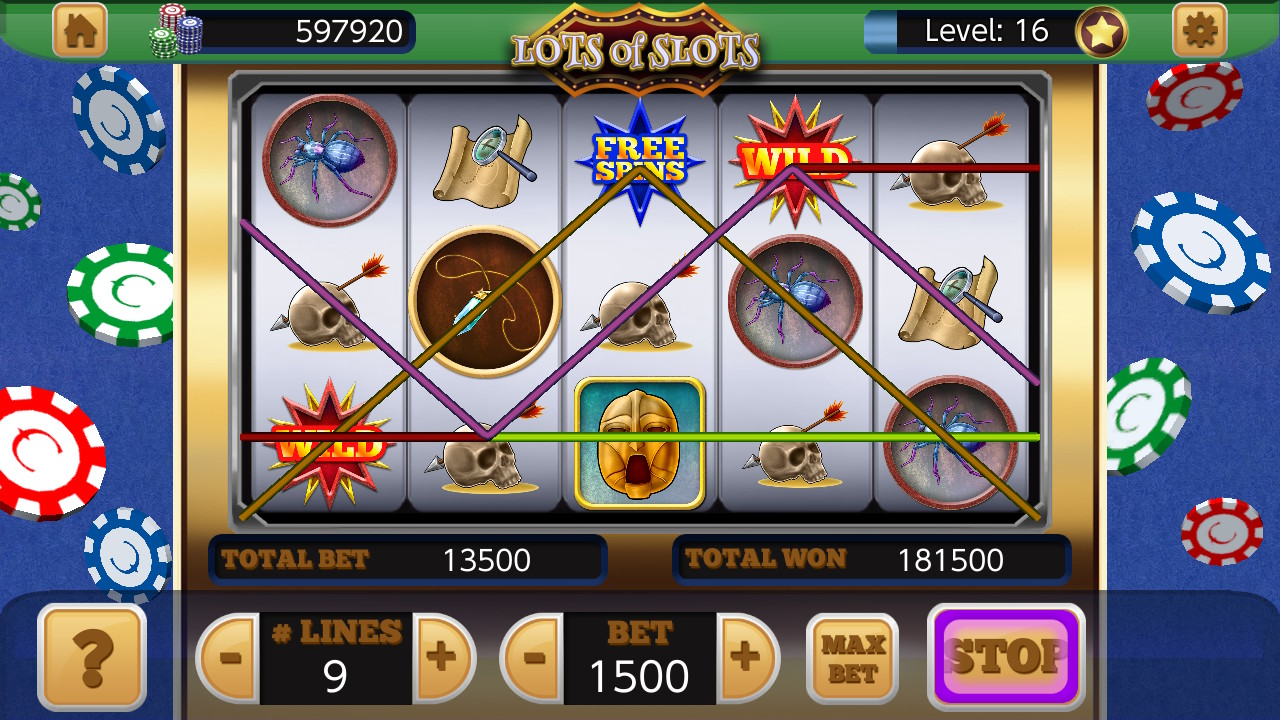 597920
LOTS of SLOTS
Level: 16
FREE
SPINS
WILD
WILD
TOTAL BET 13500
TOTAL WON 181500
?
# LINES
- 9 +
BET
- 1500 +
MAX
BET
STOP